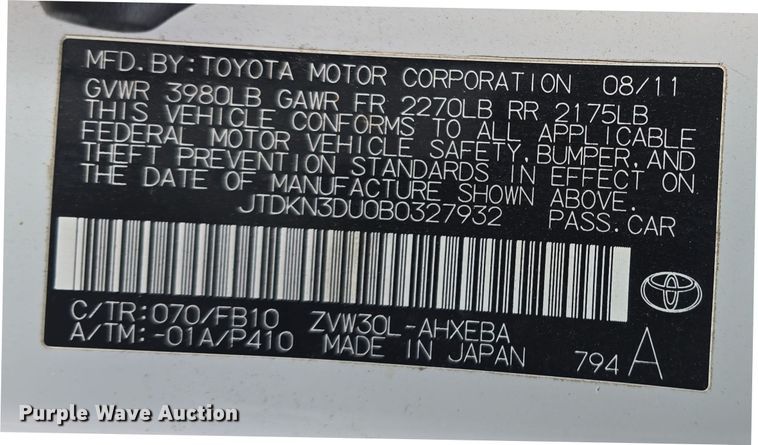 MFD. BY: TOYOTA MOTOR CORPORATION 08/11
GVWR 3980LB GAWR FR 2270LB RR 2175LB
THIS VEHICLE CONFORMS TO ALL APPLICABLE
FEDERAL MOTOR VEHICLE SAFETY, BUMPER, AND
THEFT PREVENTION STANDARDS IN EFFECT ON
THE DATE OF MANUFACTURE SHOWN ABOVE.
JTDKN3DU0B0327932 PASS. CAR
C/TR: 070/FB10 ZVW30L-AHXEBA
A/TM: -01A/P410 MADE IN JAPAN 794 A
Purple Wave Auction